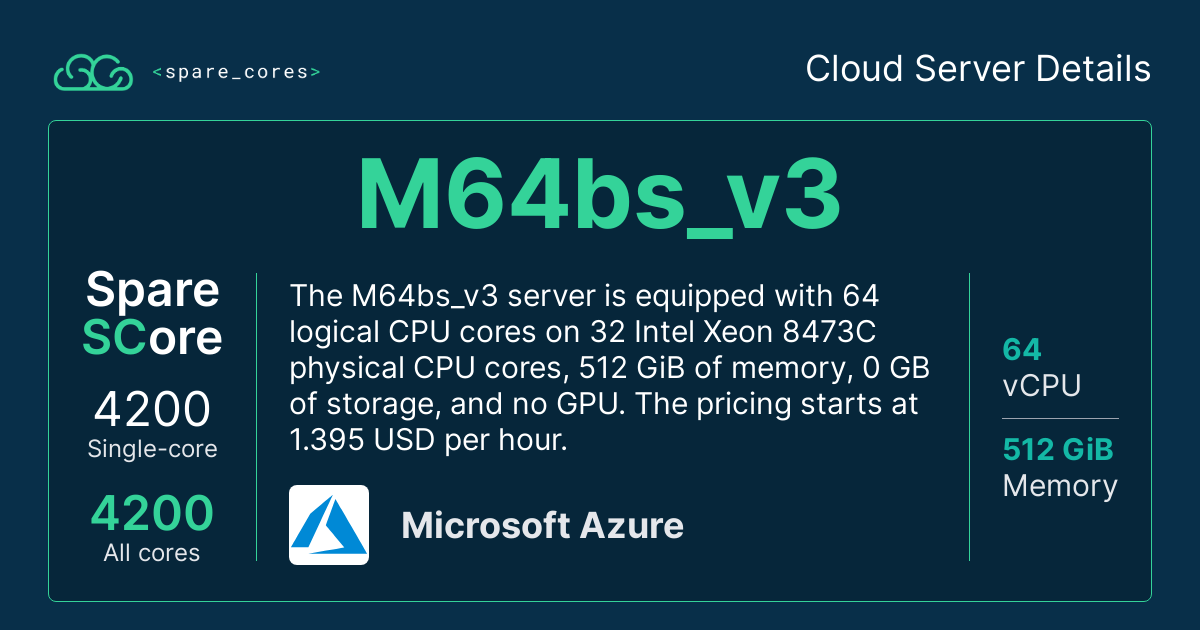 <spare_cores>
Cloud Server Details
M64bs_v3
Spare
SCore
4200
Single-core
4200
All cores
The M64bs_v3 server is equipped with 64
logical CPU cores on 32 Intel Xeon 8473C
physical CPU cores, 512 GiB of memory, 0 GB
of storage, and no GPU. The pricing starts at
1.395 USD per hour.
Microsoft Azure
64
vCPU
512 GiB
Memory